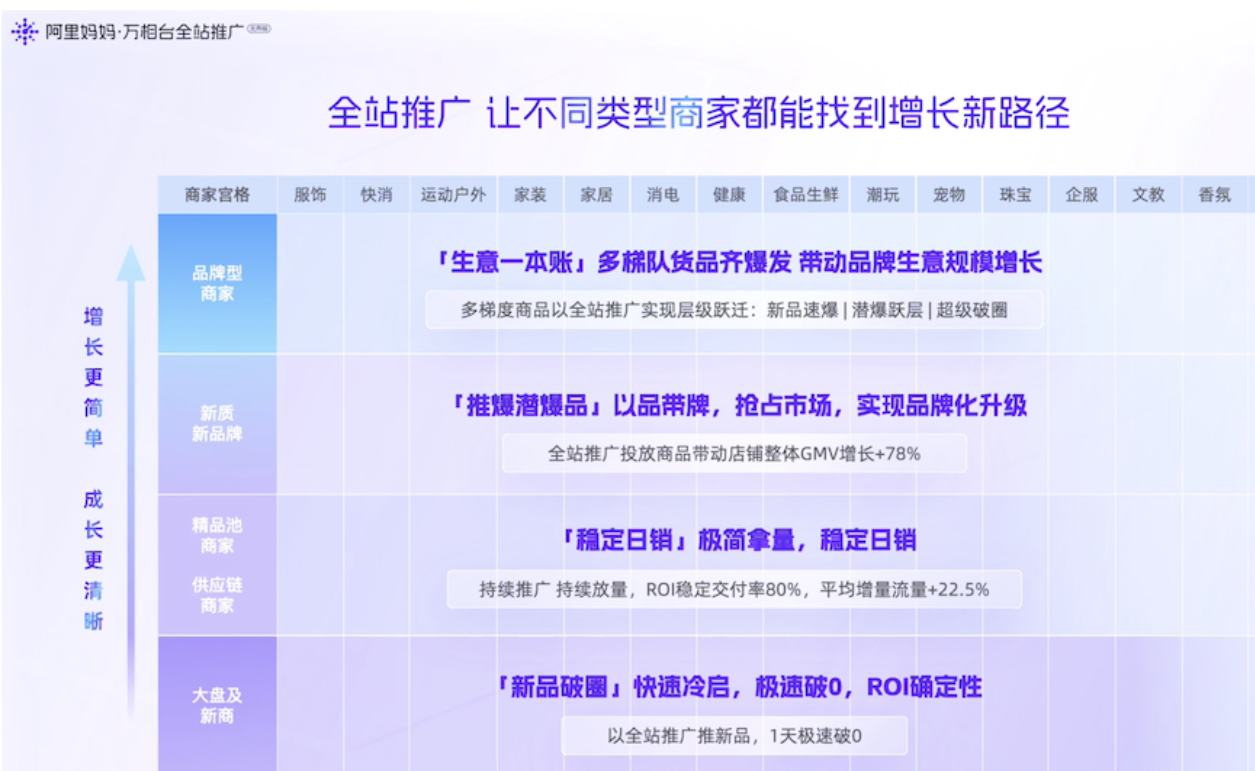 阿里妈妈·万相台全站推广
全站推广 让不同类型商家都能找到增长新路径
商家宫格 服饰 快消 运动户外 家装 家居 消电 健康 食品生鲜 潮玩 宠物 珠宝 企服 文教 香氛
增长更简单 成长更清晰
品牌型
商家
「生意一本账」多梯队货品齐爆发 带动品牌生意规模增长
多梯度商品以全站推广实现层级跃迁：新品速爆 | 潜爆跃层 | 超级破圈
新质
新品牌
「推爆潜爆品」以品带牌，抢占市场，实现品牌化升级
全站推广投放商品带动店铺整体GMV增长+78%
精品池
商家
供应链
商家
「稳定日销」极简拿量，稳定日销
持续推广 持续放量，ROI稳定交付率80%，平均增量流量+22.5%
大盘及
新商
「新品破圈」快速冷启，极速破0，ROI确定性
以全站推广推新品，1天极速破0